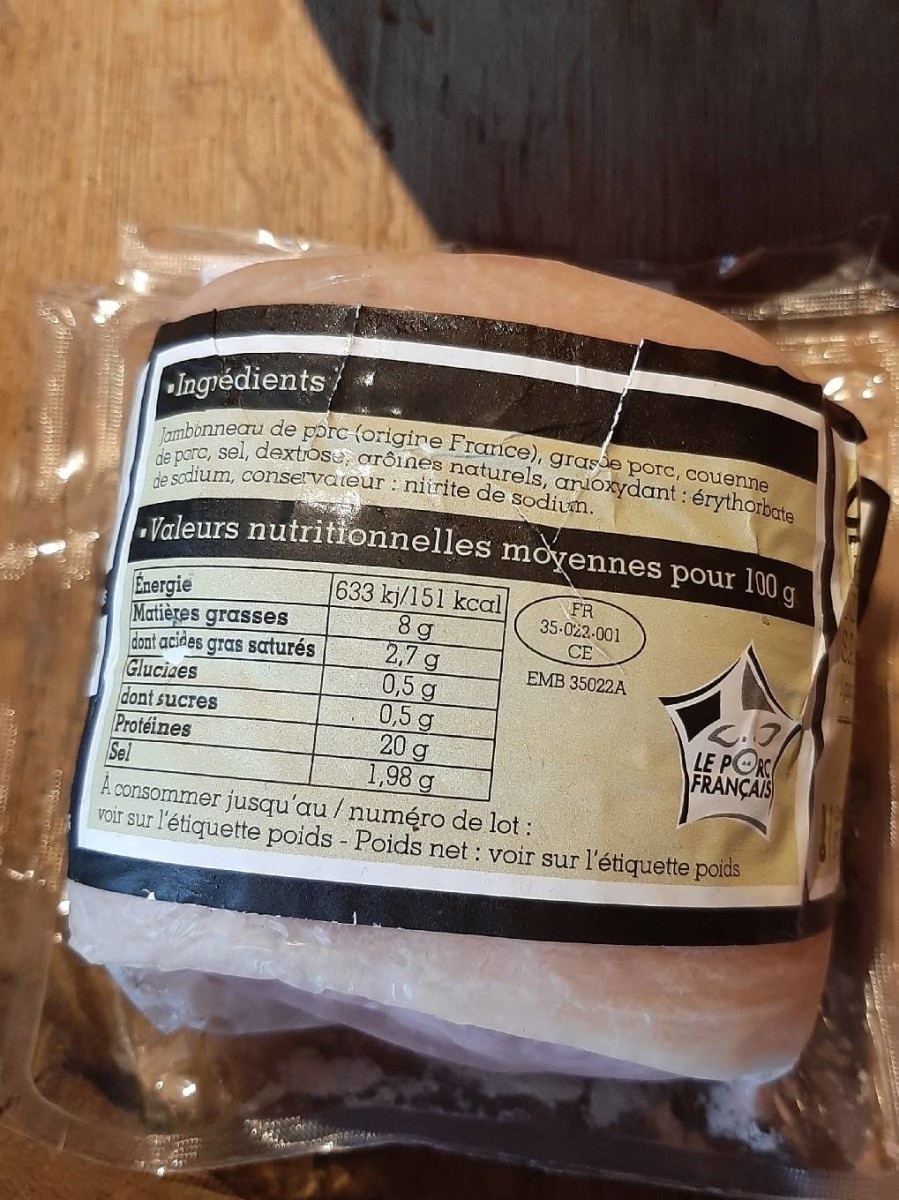 ▪Ingrédients
Jambonneau de porc (origine France), gras de porc, couenne
de porc, sel, dextrose, arômes naturels, antioxydant : érythorbate
de sodium, conservateur : nitrite de sodium.
▪Valeurs nutritionnelles moyennes pour 100 g
Énergie 633 kj/151 kcal
Matières grasses 8 g
dont acides gras saturés 2,7 g
Glucides 0,5 g
dont sucres 0,5 g
Protéines 20 g
Sel 1,98 g
FR
35-022-001
CE
EMB 35022A
LE PORC
FRANÇAIS
À consommer jusqu'au / numéro de lot :
voir sur l'étiquette poids - Poids net : voir sur l'étiquette poids